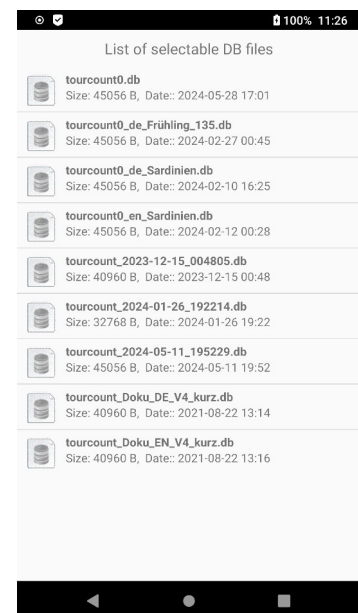 100% 11:26
List of selectable DB files
tourcount0.db
Size: 45056 B, Date:: 2024-05-28 17:01
tourcount0_de_Frühling_135.db
Size: 45056 B, Date:: 2024-02-27 00:45
tourcount0_de_Sardinien.db
Size: 45056 B, Date:: 2024-02-10 16:25
tourcount0_en_Sardinien.db
Size: 45056 B, Date:: 2024-02-12 00:28
tourcount_2023-12-15_004805.db
Size: 40960 B, Date:: 2023-12-15 00:48
tourcount_2024-01-26_192214.db
Size: 32768 B, Date:: 2024-01-26 19:22
tourcount_2024-05-11_195229.db
Size: 45056 B, Date:: 2024-05-11 19:52
tourcount_Doku_DE_V4_kurz.db
Size: 40960 B, Date:: 2021-08-22 13:14
tourcount_Doku_EN_V4_kurz.db
Size: 40960 B, Date:: 2021-08-22 13:16